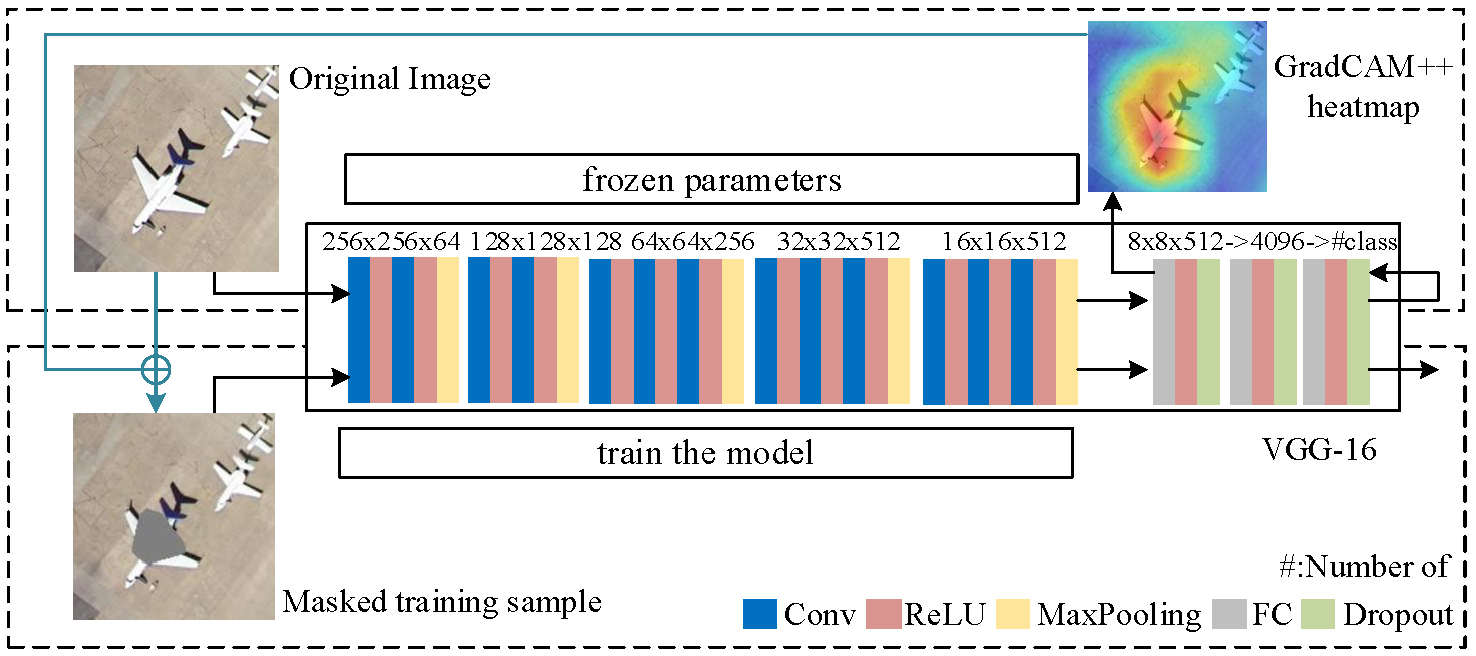 Original Image
GradCAM++
heatmap
frozen parameters
256x256x64 128x128x128 64x64x256 32x32x512 16x16x512 8x8x512->4096->#class
train the model
VGG-16
Masked training sample
#:Number of
Conv ReLU MaxPooling FC Dropout